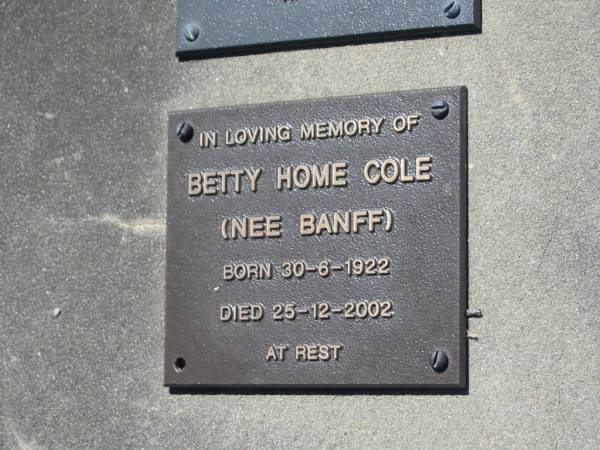 IN LOVING MEMORY OF
BETTY HOME COLE
(NEE BANFF)
BORN 30-6-1922
DIED 25-12-2002
AT REST